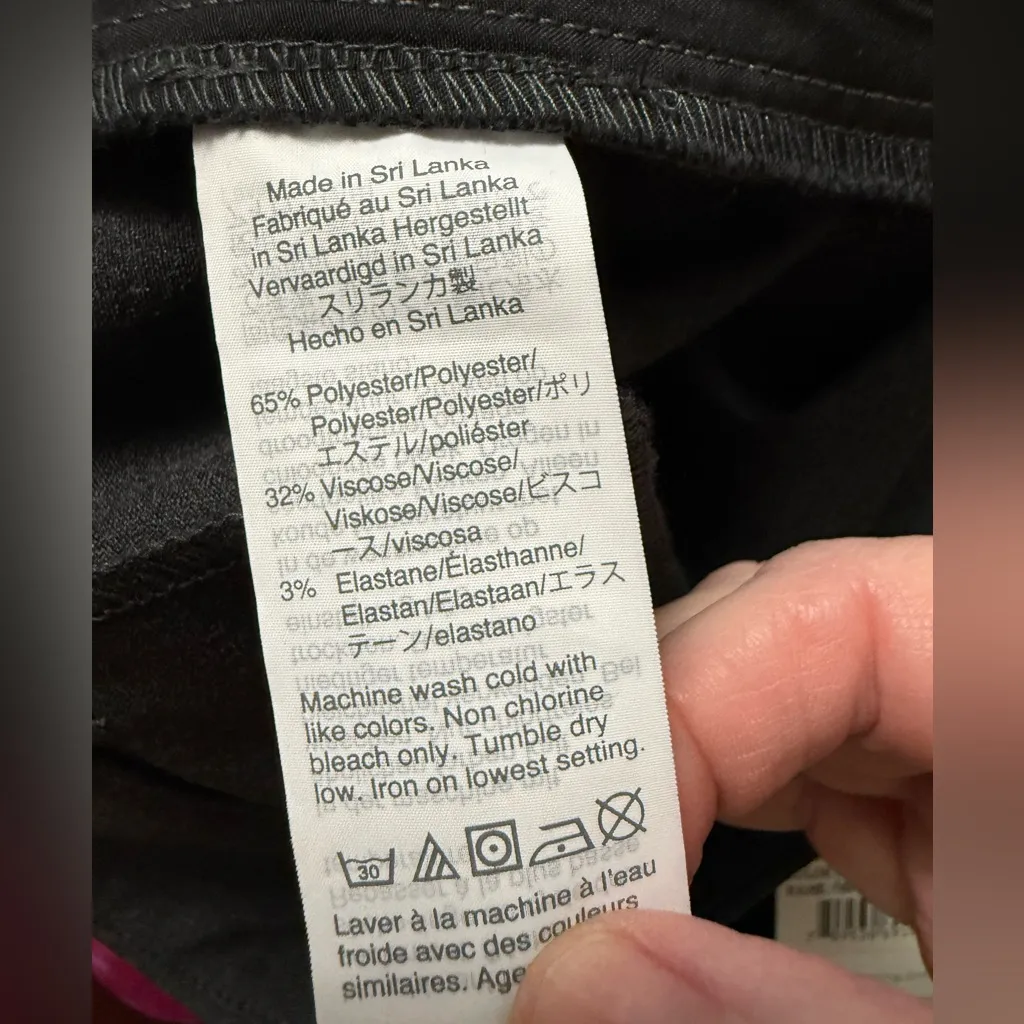 Made in Sri Lanka
Fabriqué au Sri Lanka
in Sri Lanka Hergestellt
Vervaardigd in Sri Lanka
スリランカ製
Hecho en Sri Lanka
65% Polyester/Polyester/
Polyester/Polyester/ポリ
エステル/poliéster
32% Viscose/Viscose/
Viskose/Viscose/ビスコ
ース/viscosa
3% Elastane/Élasthanne/
Elastan/Elastaan/エラス
テーン/elastano
Machine wash cold with
like colors. Non chlorine
bleach only. Tumble dry
low. Iron on lowest setting.
30
Laver à la machine à l'eau
froide avec des couleurs
similaires.